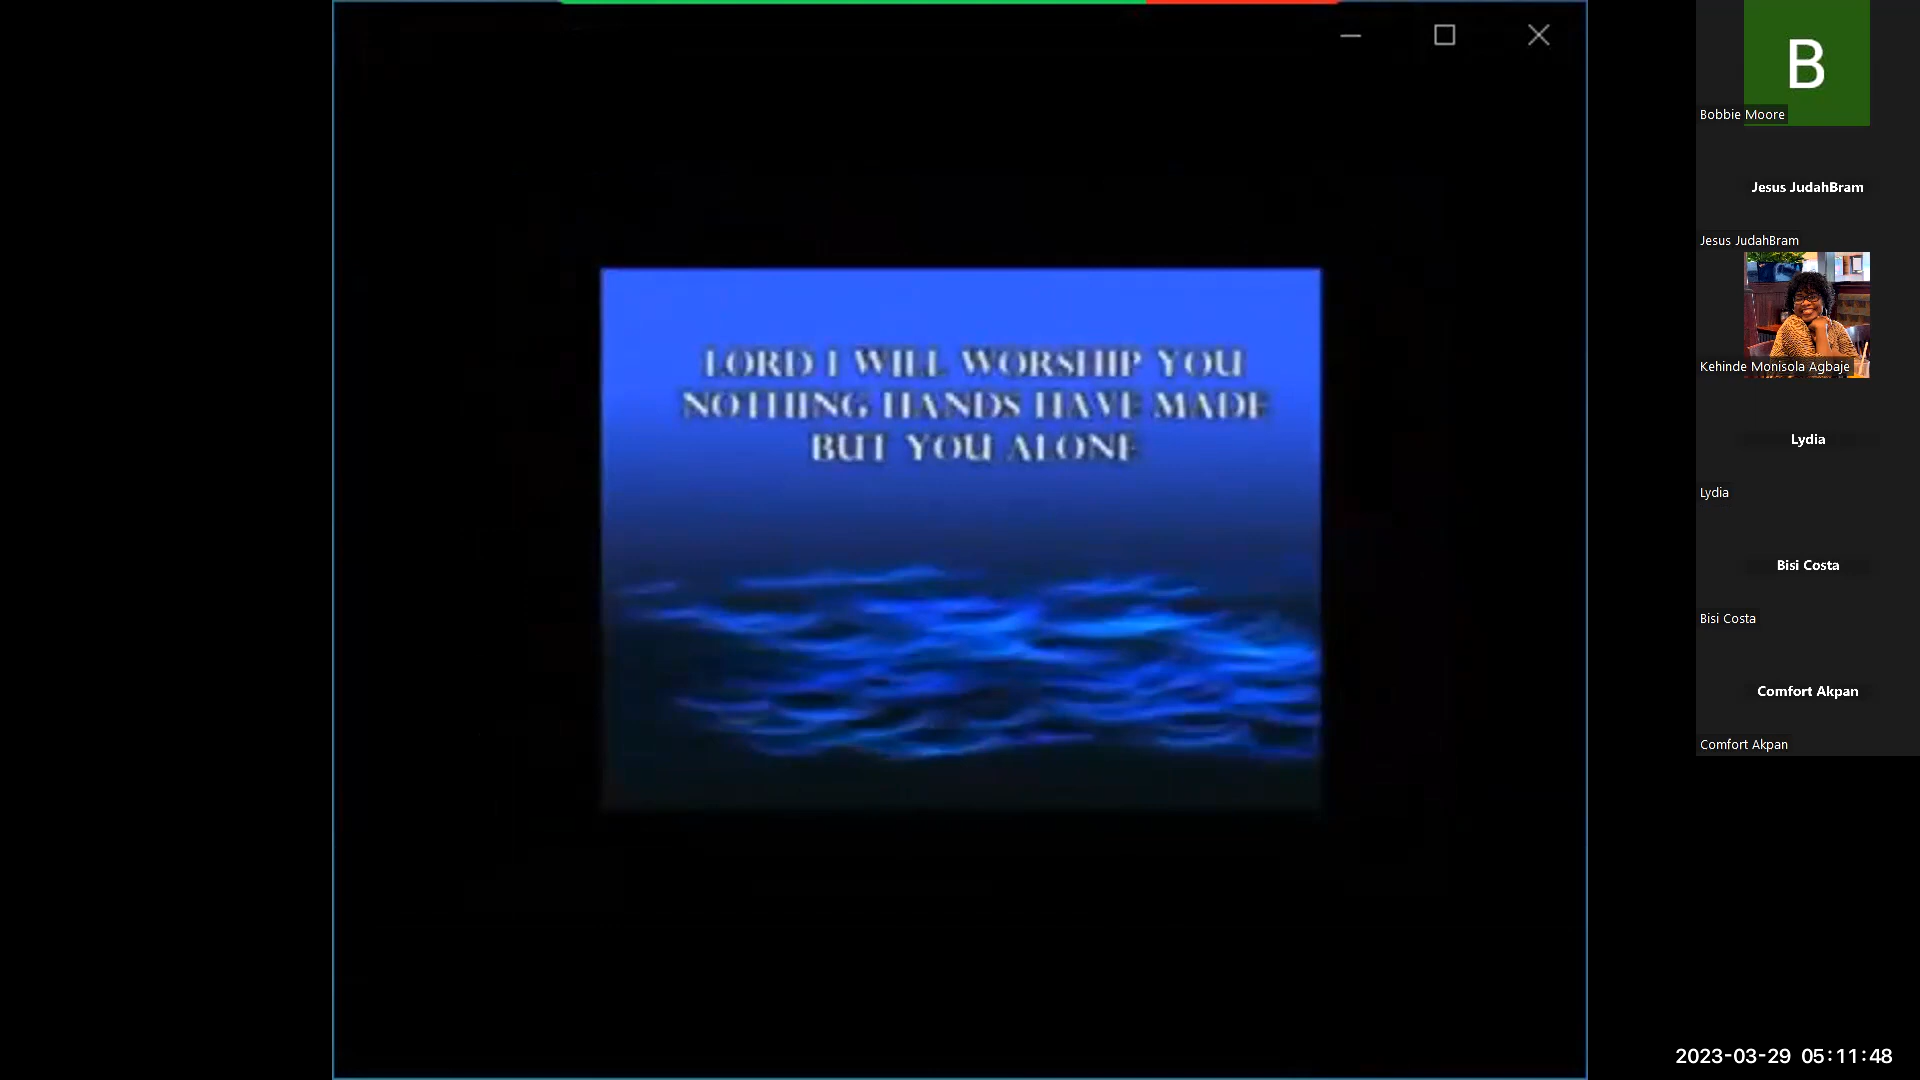 LORD I WILL WORSHIP YOU
NOTHING HANDS HAVE MADE
BUT YOU ALONE
B
Bobbie Moore
Jesus JudahBram
Jesus JudahBram
Kehinde Monisola Agbaje
Lydia
Lydia
Bisi Costa
Bisi Costa
Comfort Akpan
Comfort Akpan
2023-03-29 05:11:48